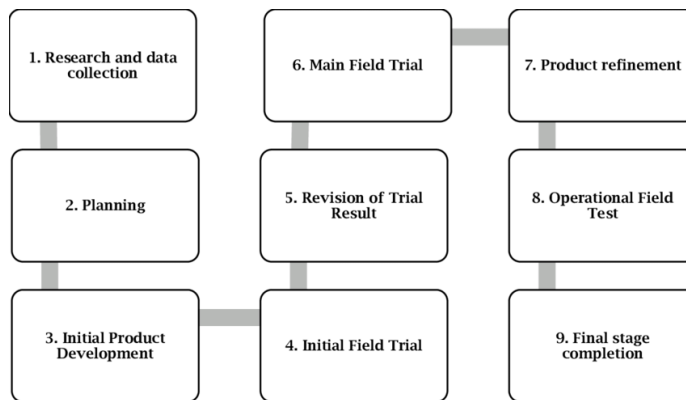 1. Research and data
collection
2. Planning
3. Initial Product
Development
4. Initial Field Trial
5. Revision of Trial
Result
6. Main Field Trial
7. Product refinement
8. Operational Field
Test
9. Final stage
completion